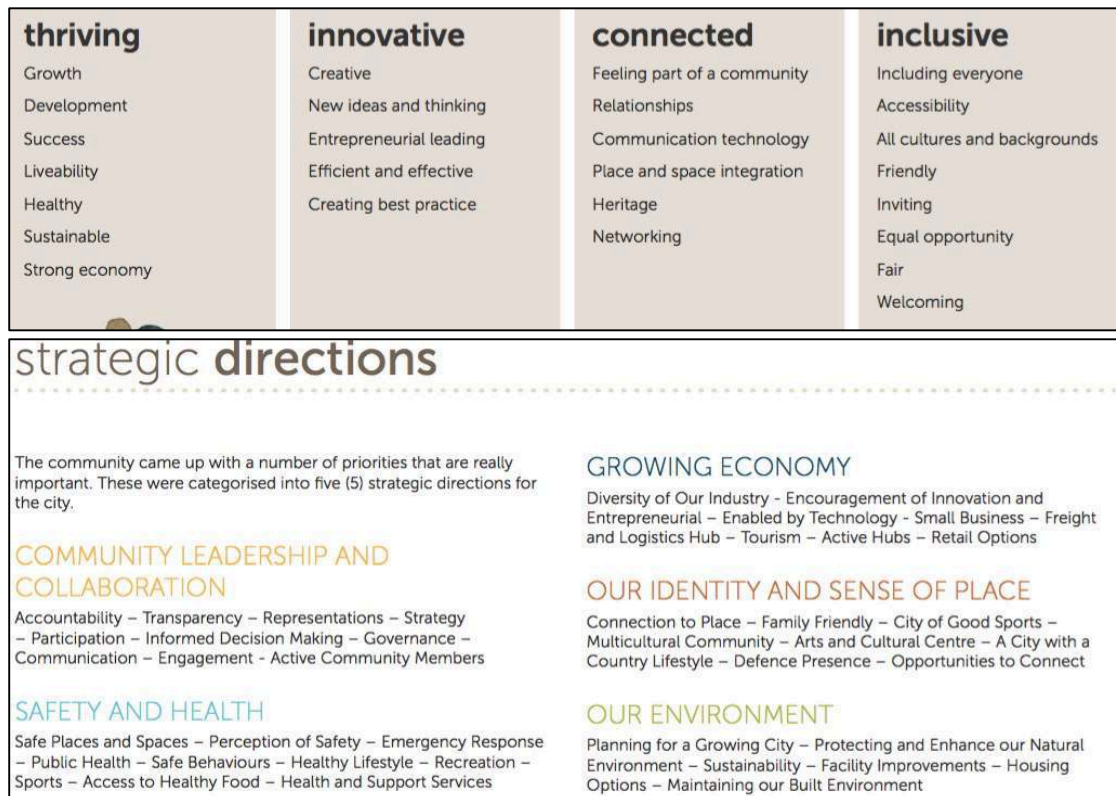 thriving
Growth
Development
Success
Liveability
Healthy
Sustainable
Strong economy
innovative
Creative
New ideas and thinking
Entrepreneurial leading
Efficient and effective
Creating best practice
connected
Feeling part of a community
Relationships
Communication technology
Place and space integration
Heritage
Networking
inclusive
Including everyone
Accessibility
All cultures and backgrounds
Friendly
Inviting
Equal opportunity
Fair
Welcoming
strategic directions
The community came up with a number of priorities that are really
important. These were categorised into five (5) strategic directions for
the city.
COMMUNITY LEADERSHIP AND
COLLABORATION
Accountability – Transparency – Representations – Strategy
– Participation – Informed Decision Making – Governance –
Communication – Engagement - Active Community Members
SAFETY AND HEALTH
Safe Places and Spaces – Perception of Safety – Emergency Response
– Public Health – Safe Behaviours – Healthy Lifestyle – Recreation –
Sports – Access to Healthy Food – Health and Support Services
GROWING ECONOMY
Diversity of Our Industry - Encouragement of Innovation and
Entrepreneurial – Enabled by Technology - Small Business – Freight
and Logistics Hub – Tourism – Active Hubs – Retail Options
OUR IDENTITY AND SENSE OF PLACE
Connection to Place – Family Friendly – City of Good Sports –
Multicultural Community – Arts and Cultural Centre – A City with a
Country Lifestyle – Defence Presence – Opportunities to Connect
OUR ENVIRONMENT
Planning for a Growing City – Protecting and Enhance our Natural
Environment – Sustainability – Facility Improvements – Housing
Options – Maintaining our Built Environment